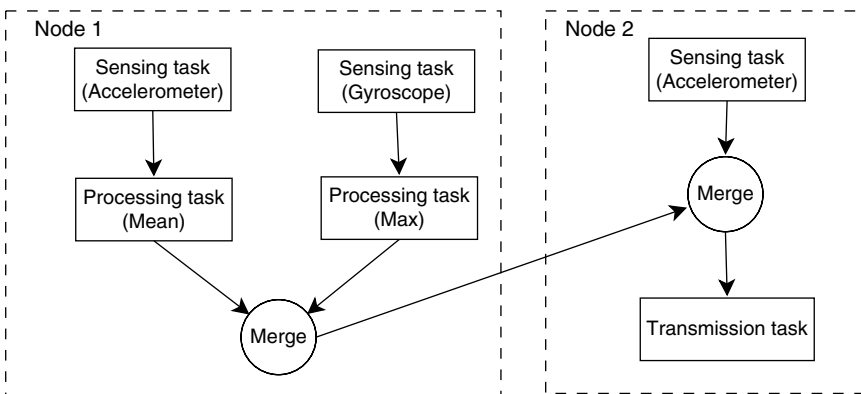 Node 1
Sensing task
(Accelerometer)
Sensing task
(Gyroscope)
Processing task
(Mean)
Processing task
(Max)
Merge
Node 2
Sensing task
(Accelerometer)
Merge
Transmission task